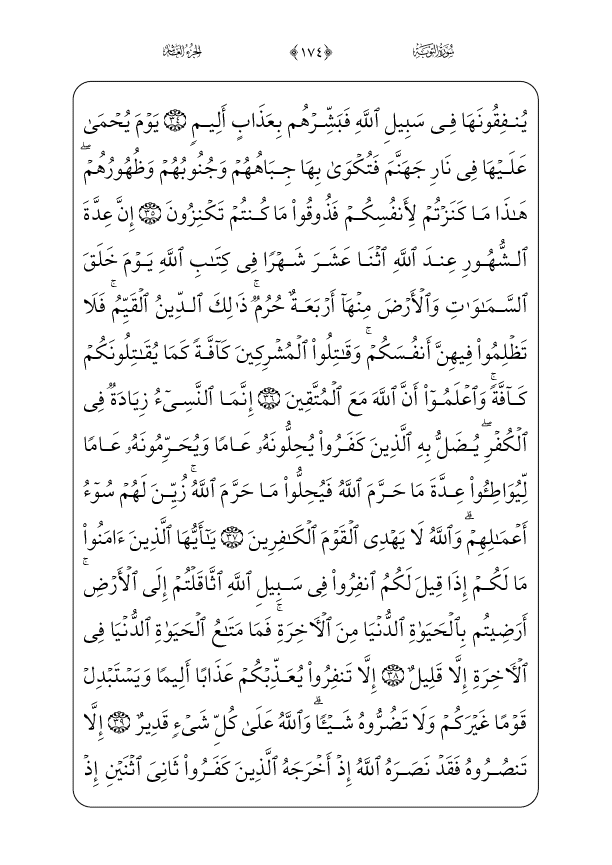 سُورَةُ التَّوْبَةِ ﴿١٧٤﴾ الجُزْءُ العَاشِرُ
يُنفِقُونَهَا فِى سَبِيلِ ٱللَّهِ فَبَشِّرْهُم بِعَذَابٍ أَلِيمٍ ٣٤ يَوْمَ يُحْمَىٰ
عَلَيْهَا فِى نَارِ جَهَنَّمَ فَتُكْوَىٰ بِهَا جِبَاهُهُمْ وَجُنُوبُهُمْ وَظُهُورُهُمْ ۖ
هَٰذَا مَا كَنَزْتُمْ لِأَنفُسِكُمْ فَذُوقُوا۟ مَا كُنتُمْ تَكْنِزُونَ ٣٥ إِنَّ عِدَّةَ
ٱلشُّهُورِ عِندَ ٱللَّهِ ٱثْنَا عَشَرَ شَهْرًا فِى كِتَٰبِ ٱللَّهِ يَوْمَ خَلَقَ
ٱلسَّمَٰوَٰتِ وَٱلْأَرْضَ مِنْهَآ أَرْبَعَةٌ حُرُمٌ ۚ ذَٰلِكَ ٱلدِّينُ ٱلْقَيِّمُ ۚ فَلَا
تَظْلِمُوا۟ فِيهِنَّ أَنفُسَكُمْ ۚ وَقَٰتِلُوا۟ ٱلْمُشْرِكِينَ كَآفَّةً كَمَا يُقَٰتِلُونَكُمْ
كَآفَّةً ۚ وَٱعْلَمُوٓا۟ أَنَّ ٱللَّهَ مَعَ ٱلْمُتَّقِينَ ٣٦ إِنَّمَا ٱلنَّسِىٓءُ زِيَادَةٌ فِى
ٱلْكُفْرِ ۖ يُضَلُّ بِهِ ٱلَّذِينَ كَفَرُوا۟ يُحِلُّونَهُۥ عَامًا وَيُحَرِّمُونَهُۥ عَامًا
لِّيُوَاطِـُٔوا۟ عِدَّةَ مَا حَرَّمَ ٱللَّهُ فَيُحِلُّوا۟ مَا حَرَّمَ ٱللَّهُ ۚ زُيِّنَ لَهُمْ سُوٓءُ
أَعْمَٰلِهِمْ ۗ وَٱللَّهُ لَا يَهْدِى ٱلْقَوْمَ ٱلْكَٰفِرِينَ ٣٧ يَٰٓأَيُّهَا ٱلَّذِينَ ءَامَنُوا۟
مَا لَكُمْ إِذَا قِيلَ لَكُمُ ٱنفِرُوا۟ فِى سَبِيلِ ٱللَّهِ ٱثَّاقَلْتُمْ إِلَى ٱلْأَرْضِ ۚ
أَرَضِيتُم بِٱلْحَيَوٰةِ ٱلدُّنْيَا مِنَ ٱلْءَاخِرَةِ ۚ فَمَا مَتَٰعُ ٱلْحَيَوٰةِ ٱلدُّنْيَا فِى
ٱلْءَاخِرَةِ إِلَّا قَلِيلٌ ٣٨ إِلَّا تَنفِرُوا۟ يُعَذِّبْكُمْ عَذَابًا أَلِيمًا وَيَسْتَبْدِلْ
قَوْمًا غَيْرَكُمْ وَلَا تَضُرُّوهُ شَيْـًٔا ۗ وَٱللَّهُ عَلَىٰ كُلِّ شَىْءٍ قَدِيرٌ ٣٩ إِلَّا
تَنصُرُوهُ فَقَدْ نَصَرَهُ ٱللَّهُ إِذْ أَخْرَجَهُ ٱلَّذِينَ كَفَرُوا۟ ثَانِىَ ٱثْنَيْنِ إِذْ